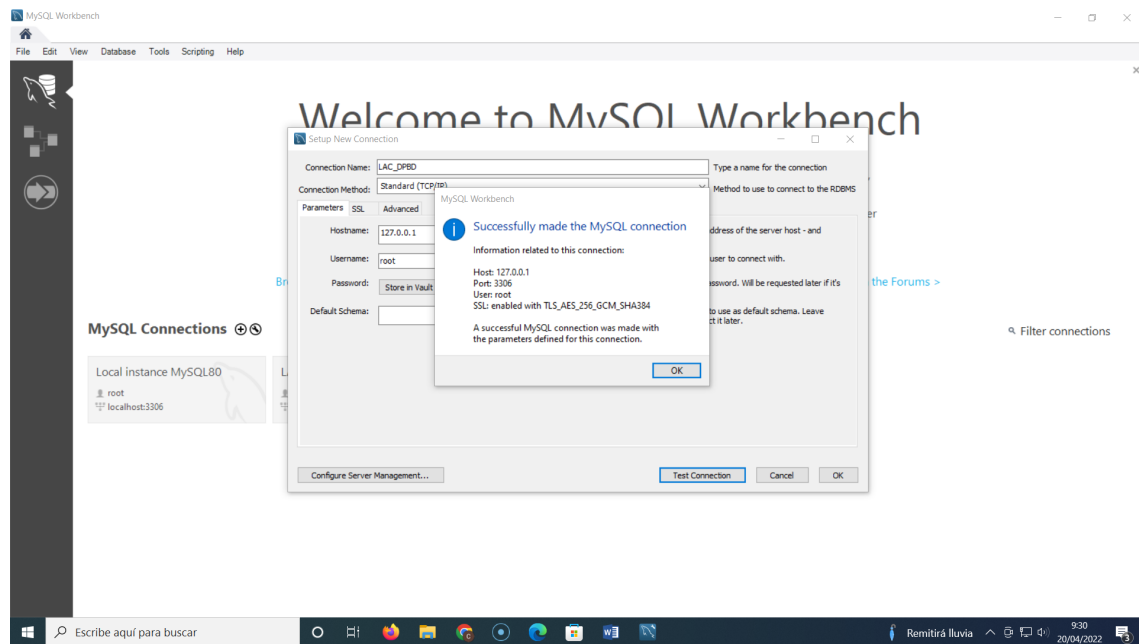 MySQL Workbench
File Edit View Database Tools Scripting Help
Welcome to MySQL Workbench
Setup New Connection
Connection Name: LAC_DPBD Type a name for the connection
Connection Method: Standard (TCP/IP) Method to use to connect to the RDBMS
Parameters SSL Advanced
MySQL Workbench
Successfully made the MySQL connection
Information related to this connection:
Host: 127.0.0.1
Port: 3306
User: root
SSL: enabled with TLS_AES_256_GCM_SHA384
A successful MySQL connection was made with
the parameters defined for this connection.
OK
Hostname: 127.0.0.1 address of the server host - and
Username: root user to connect with.
Password: Store in Vault password. Will be requested later if it's
Default Schema: to use as default schema. Leave
it later.
Configure Server Management... Test Connection Cancel OK
the Forums >
MySQL Connections
Filter connections
Local instance MySQL80
root
localhost:3306
Escribe aquí para buscar
Remitirá lluvia
9:30
20/04/2022
3